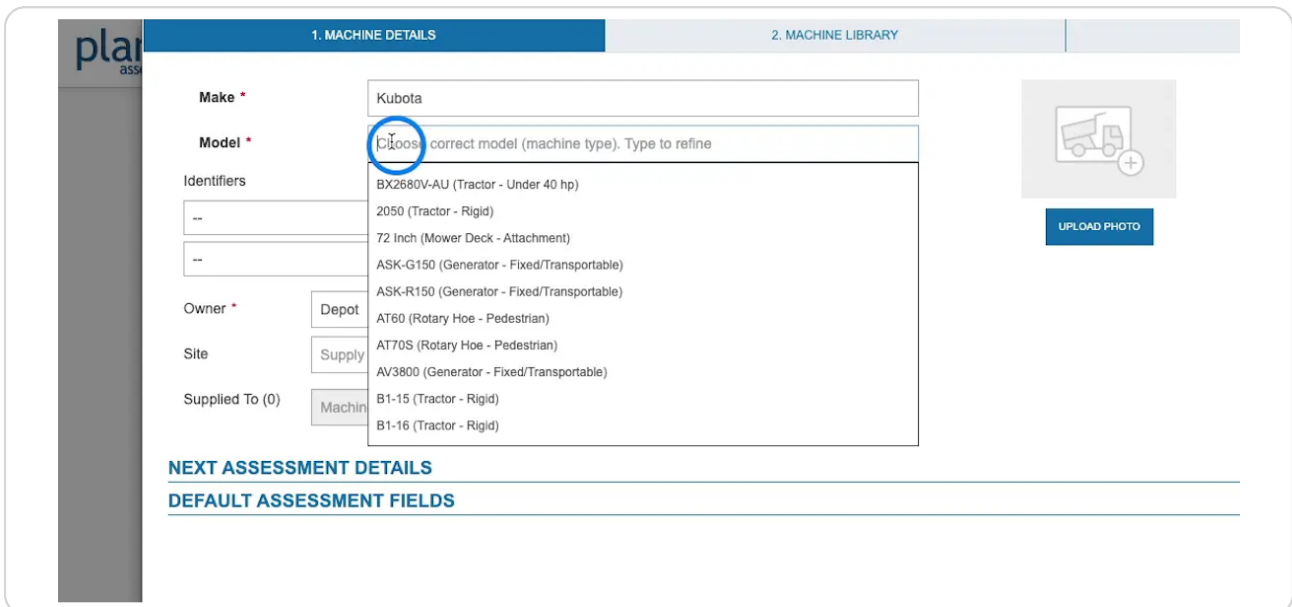 plan
asse
1. MACHINE DETAILS
2. MACHINE LIBRARY
Make *
Kubota
Model *
Choose correct model (machine type). Type to refine
UPLOAD PHOTO
Identifiers
--
--
BX2680V-AU (Tractor - Under 40 hp)
2050 (Tractor - Rigid)
72 Inch (Mower Deck - Attachment)
ASK-G150 (Generator - Fixed/Transportable)
ASK-R150 (Generator - Fixed/Transportable)
AT60 (Rotary Hoe - Pedestrian)
AT70S (Rotary Hoe - Pedestrian)
AV3800 (Generator - Fixed/Transportable)
B1-15 (Tractor - Rigid)
B1-16 (Tractor - Rigid)
Owner *
Depot
Site
Supply
Supplied To (0)
Machin
NEXT ASSESSMENT DETAILS
DEFAULT ASSESSMENT FIELDS